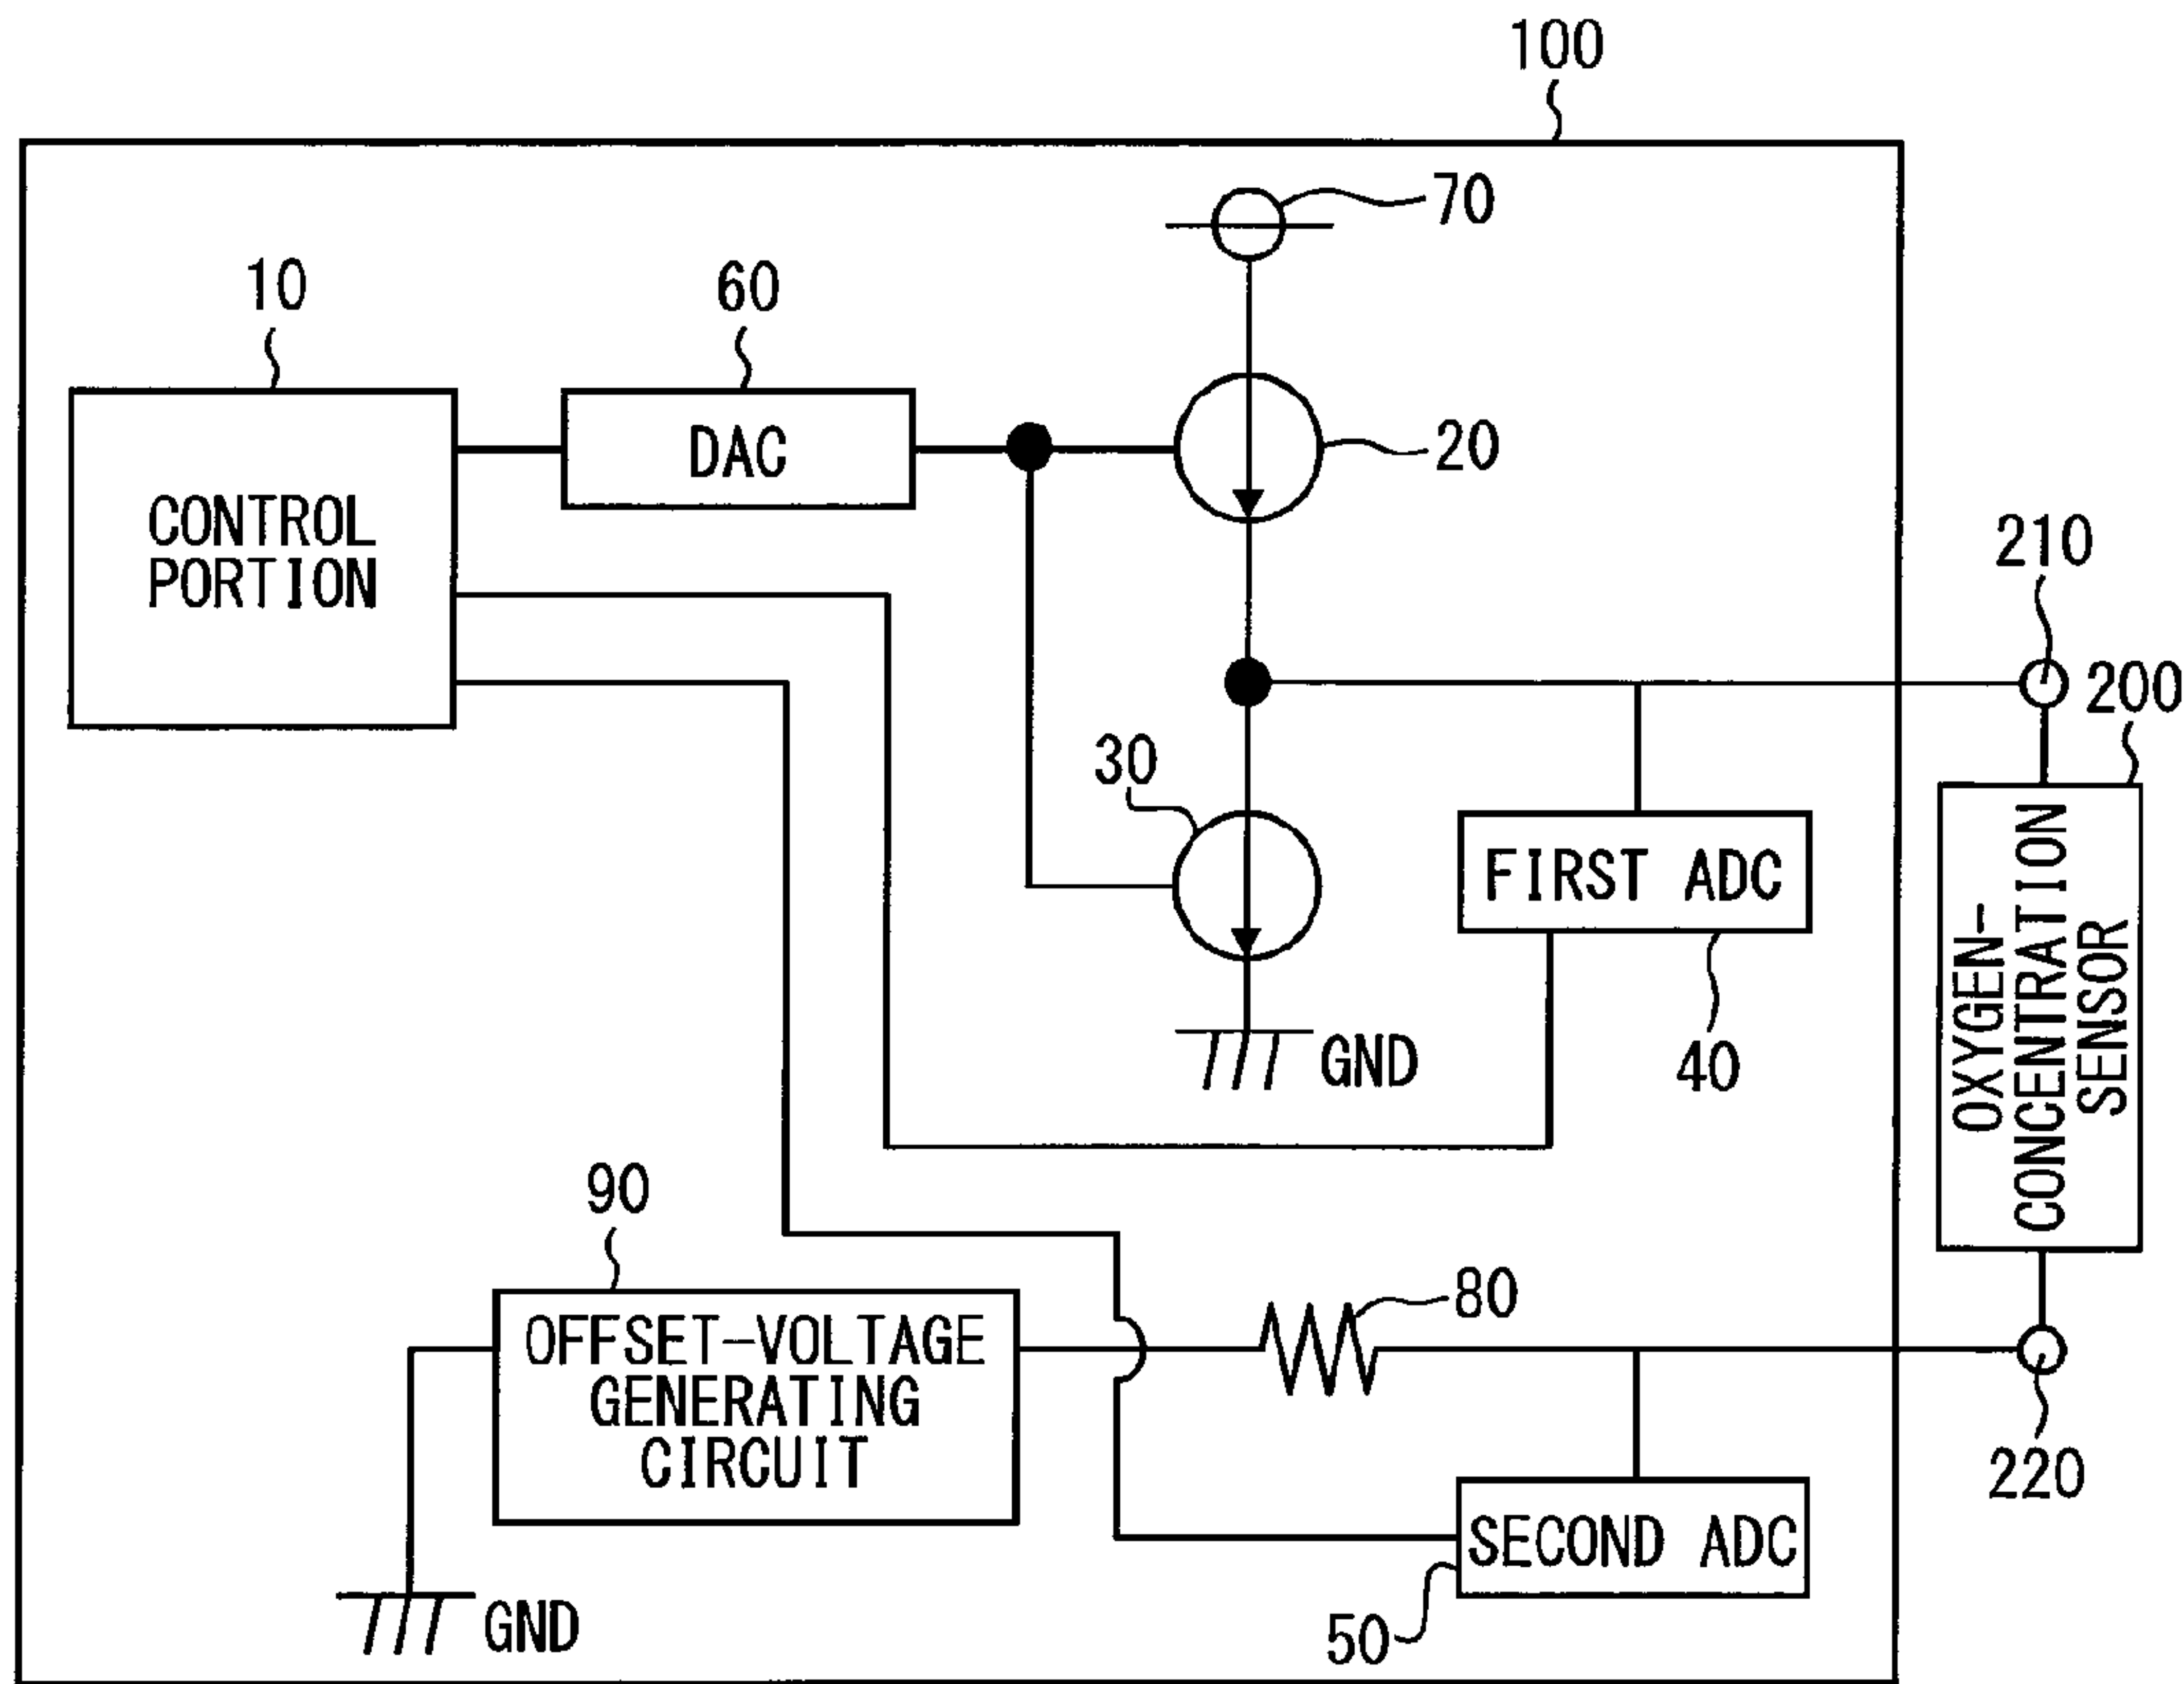 100
70
10
60
CONTROL
PORTION
DAC
20
210
200
30
FIRST ADC
OXYGEN-
CONCENTRATION
SENSOR
GND
40
90
80
OFFSET-VOLTAGE
GENERATING
CIRCUIT
220
SECOND ADC
GND
50